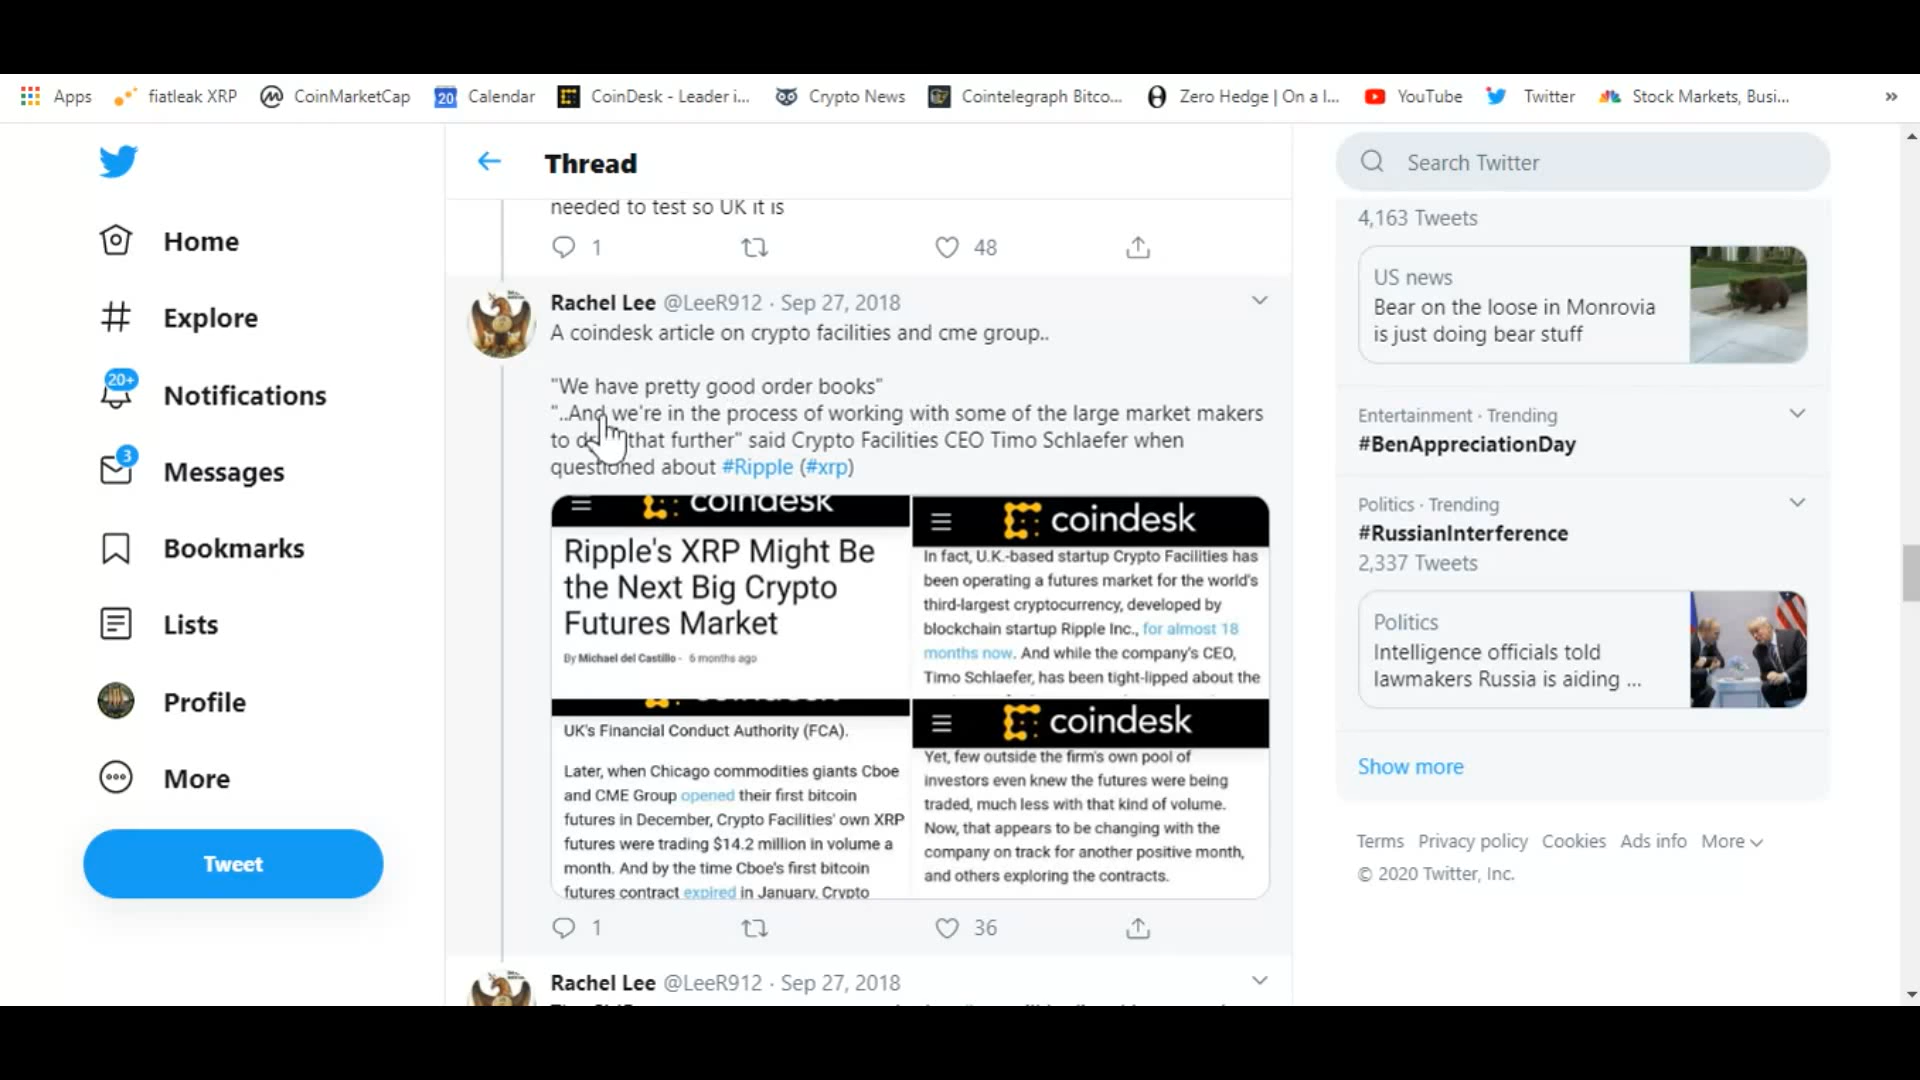 Apps
fiatleak XRP
CoinMarketCap
20
Calendar
CoinDesk - Leader i...
Crypto News
Cointelegraph Bitco...
Zero Hedge | On a l...
YouTube
Twitter
Stock Markets, Busi...
»
Home
Explore
20+
Notifications
3
Messages
Bookmarks
Lists
Profile
More
Tweet
Thread
needed to test so UK it is
1
48
Rachel Lee @LeeR912 · Sep 27, 2018
A coindesk article on crypto facilities and cme group..
"We have pretty good order books"
"..And we're in the process of working with some of the large market makers
to that further" said Crypto Facilities CEO Timo Schlaefer when
questioned about #Ripple (#xrp)
coindesk
Ripple's XRP Might Be
the Next Big Crypto
Futures Market
By Michael del Castillo - 6 months ago
coindesk
In fact, U.K.-based startup Crypto Facilities has
been operating a futures market for the world's
third-largest cryptocurrency, developed by
blockchain startup Ripple Inc., for almost 18
months now. And while the company's CEO,
Timo Schlaefer, has been tight-lipped about the
UK's Financial Conduct Authority (FCA).
Later, when Chicago commodities giants Cboe
and CME Group opened their first bitcoin
futures in December, Crypto Facilities' own XRP
futures were trading $14.2 million in volume a
month. And by the time Cboe's first bitcoin
futures contract expired in January, Crypto
coindesk
Yet, few outside the firm's own pool of
investors even knew the futures were being
traded, much less with that kind of volume.
Now, that appears to be changing with the
company on track for another positive month,
and others exploring the contracts.
1
36
Rachel Lee @LeeR912 · Sep 27, 2018
Search Twitter
4,163 Tweets
US news
Bear on the loose in Monrovia
is just doing bear stuff
Entertainment · Trending
#BenAppreciationDay
Politics · Trending
#RussianInterference
2,337 Tweets
Politics
Intelligence officials told
lawmakers Russia is aiding ...
Show more
Terms Privacy policy Cookies Ads info More
© 2020 Twitter, Inc.